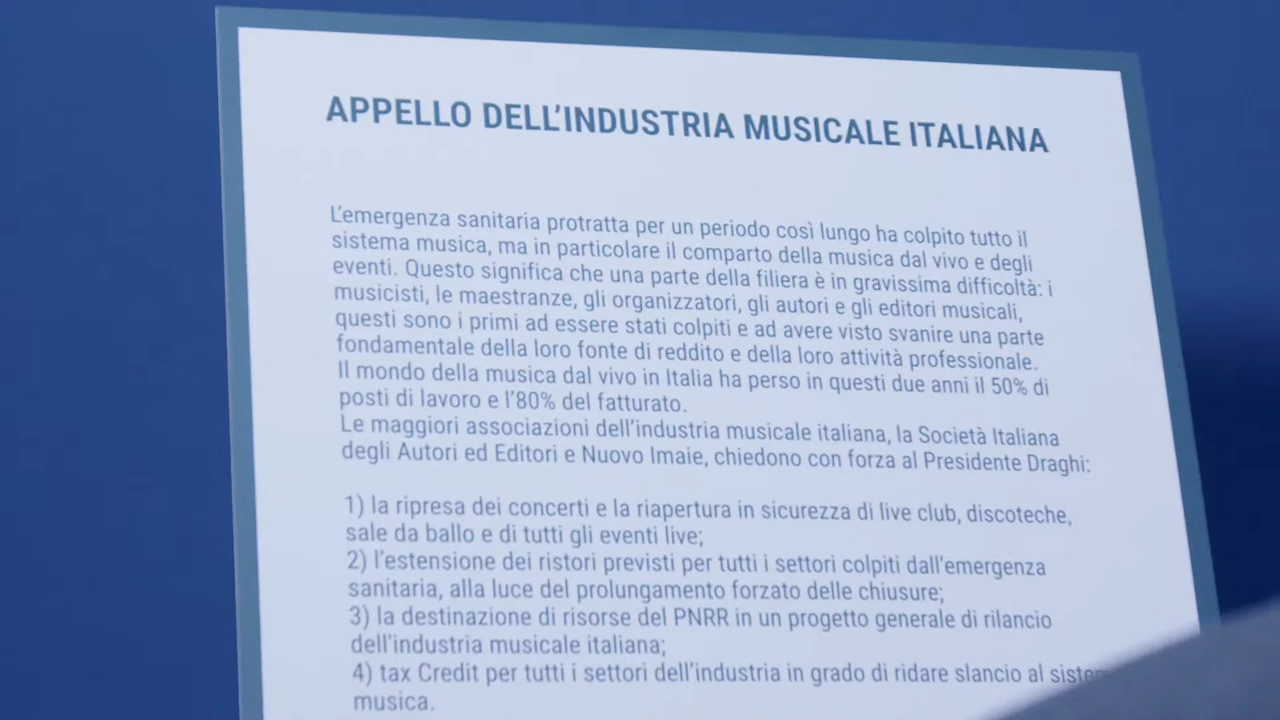 APPELLO DELL'INDUSTRIA MUSICALE ITALIANA
L'emergenza sanitaria protratta per un periodo così lungo ha colpito tutto il
sistema musica, ma in particolare il comparto della musica dal vivo e degli
eventi. Questo significa che una parte della filiera è in gravissima difficoltà: i
musicisti, le maestranze, gli organizzatori, gli autori e gli editori musicali,
questi sono i primi ad essere stati colpiti e ad avere visto svanire una parte
fondamentale della loro fonte di reddito e della loro attività professionale.
Il mondo della musica dal vivo in Italia ha perso in questi due anni il 50% di
posti di lavoro e l'80% del fatturato.
Le maggiori associazioni dell'industria musicale italiana, la Società Italiana
degli Autori ed Editori e Nuovo Imaie, chiedono con forza al Presidente Draghi:
1) la ripresa dei concerti e la riapertura in sicurezza di live club, discoteche,
sale da ballo e di tutti gli eventi live;
2) l'estensione dei ristori previsti per tutti i settori colpiti dall'emergenza
sanitaria, alla luce del prolungamento forzato delle chiusure;
3) la destinazione di risorse del PNRR in un progetto generale di rilancio
dell'industria musicale italiana;
4) tax Credit per tutti i settori dell'industria in grado di ridare slancio al
musica.